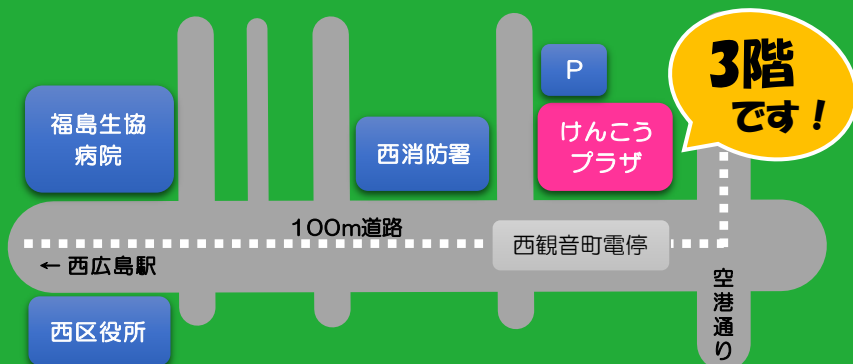 3階
です！
P
福島生協
病院
西消防署
けんこう
プラザ
100m道路
西観音町電停
← 西広島駅
空港通り
西区役所